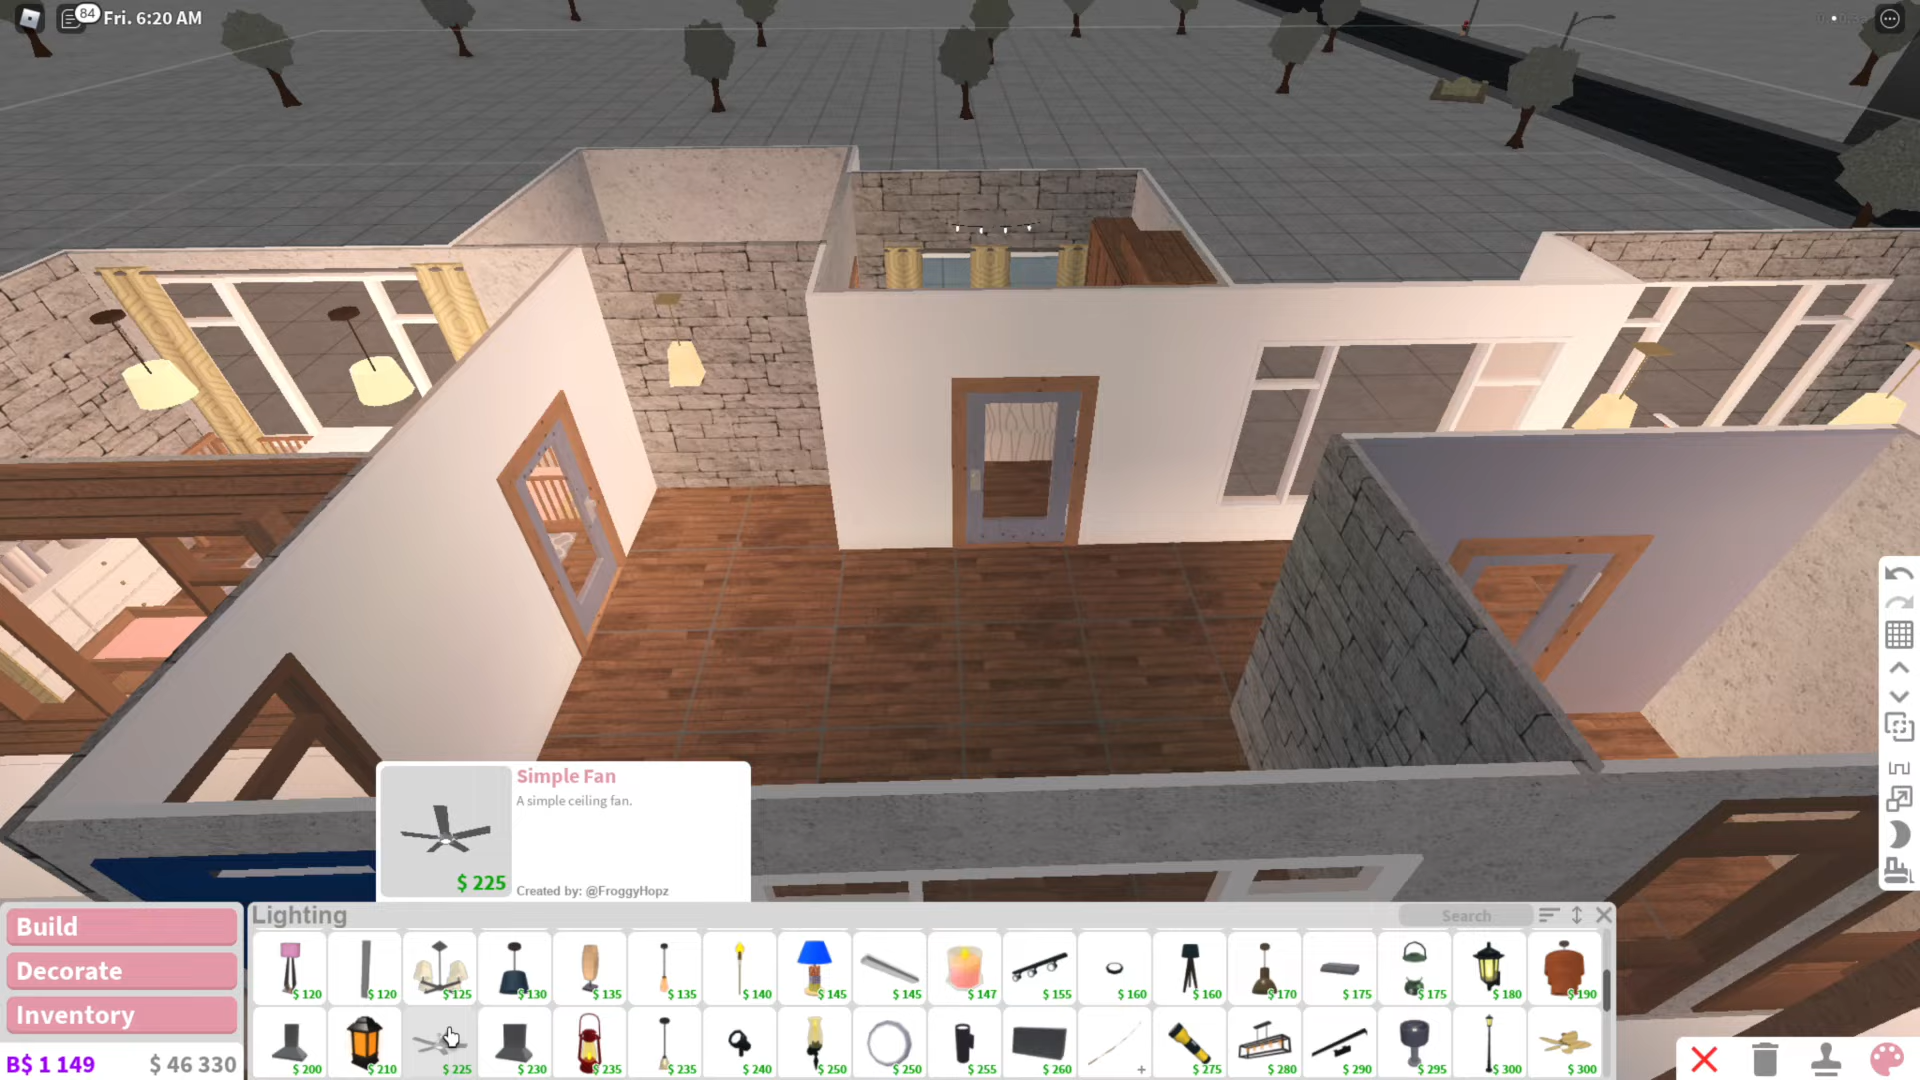 84 Fri. 6:20 AM
Simple Fan
A simple ceiling fan.
$ 225
Created by: @FroggyHopz
Build
Decorate
Inventory
B$ 1 149 $ 46 330
Lighting
Search
$ 120 $ 120 $ 125 $ 130 $ 135 $ 135 $ 140 $ 145 $ 145 $ 147 $ 155 $ 160 $ 160 $ 170 $ 175 $ 175 $ 180 $ 190
$ 200 $ 210 $ 225 $ 230 $ 235 $ 235 $ 240 $ 250 $ 250 $ 255 $ 260 + $ 275 $ 280 $ 290 $ 295 $ 300 $ 300